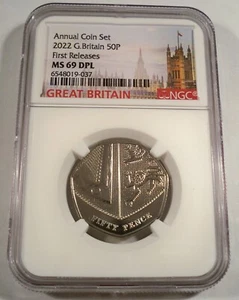 Annual Coin Set
2022 G.Britain 50P
First Releases
MS 69 DPL
6548019-037
GREAT BRITAIN
NGC
FIFTY PENCE